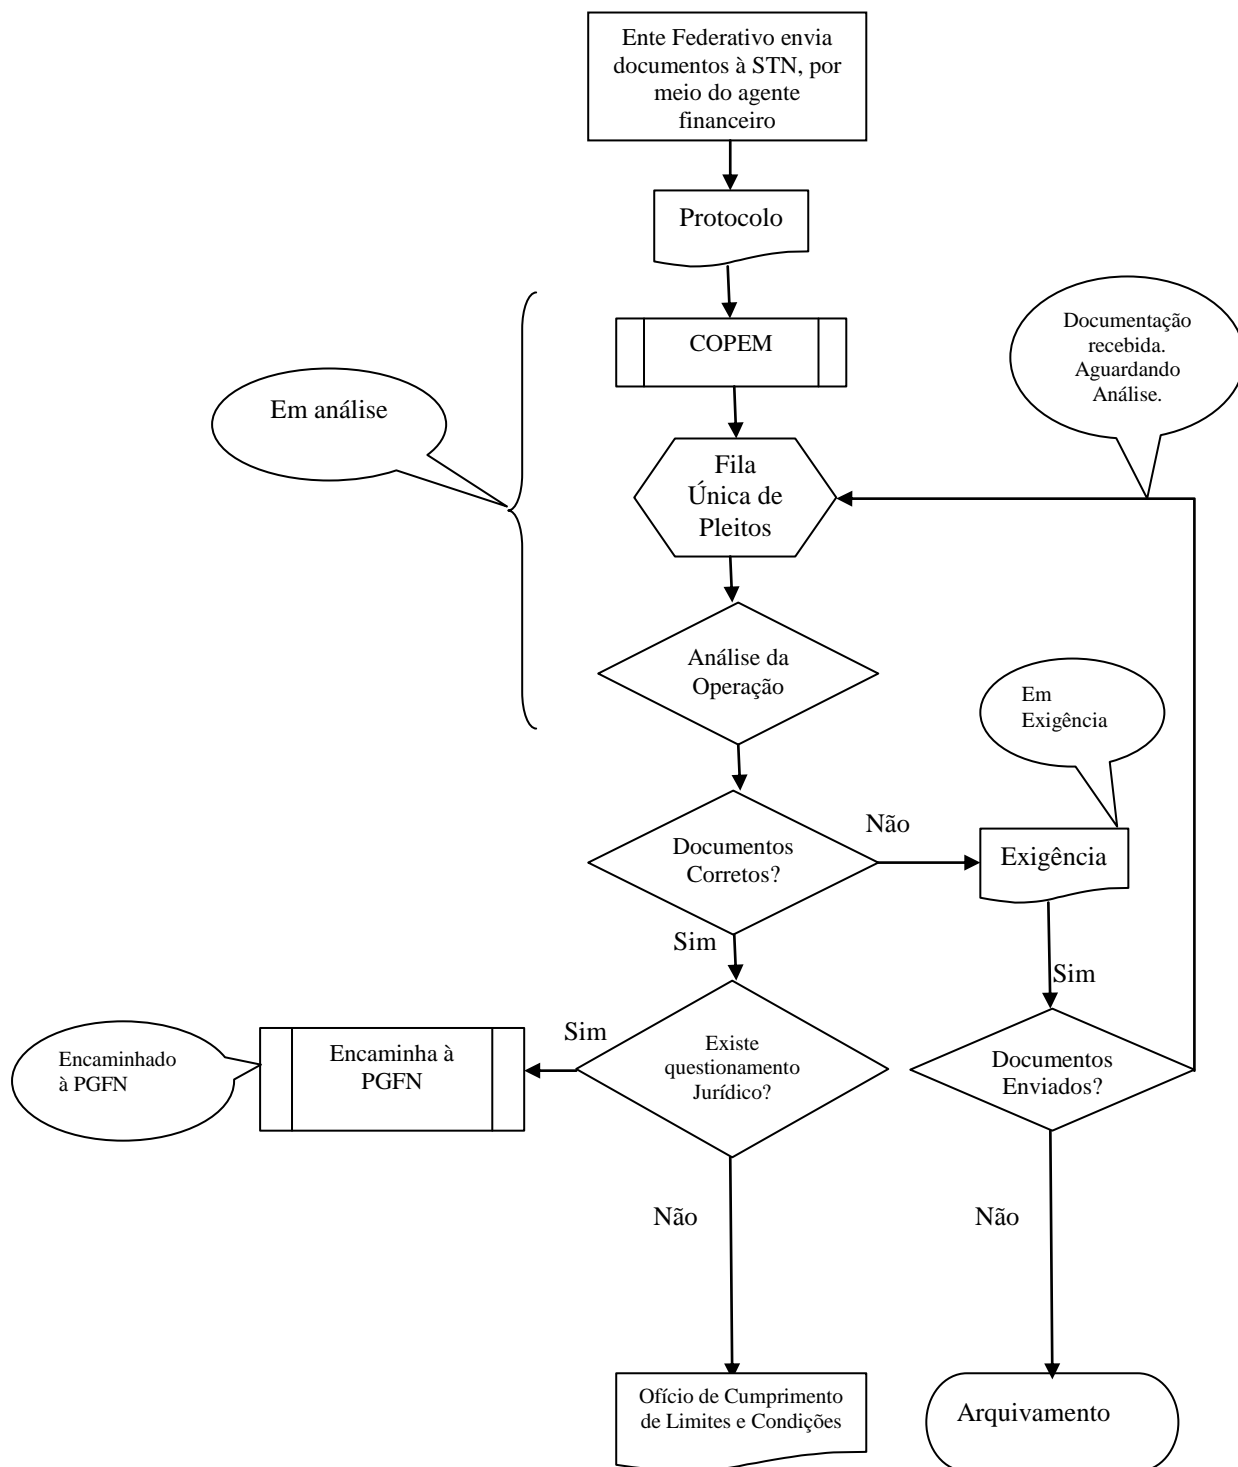 Ente Federativo envia
documentos à STN, por
meio do agente
financeiro
Protocolo
COPEM
Documentação
recebida.
Aguardando
Análise.
Em análise
Fila
Única de
Pleitos
Análise da
Operação
Em
Exigência
Não
Documentos
Corretos?
Exigência
Sim
Sim
Sim
Existe
questionamento
Jurídico?
Encaminha à
PGFN
Encaminhado
à PGFN
Documentos
Enviados?
Não
Não
Ofício de Cumprimento
de Limites e Condições
Arquivamento